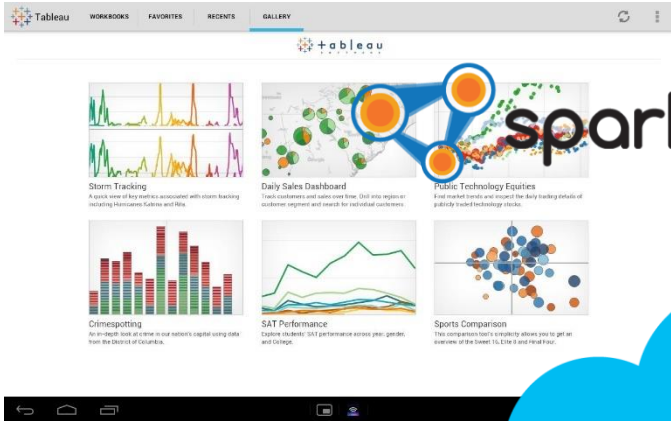 Tableau WORKBOOKS FAVORITES RECENTS GALLERY
+ableau
SOFTWARE
spark
Storm Tracking
A quick view of key metrics associated with storm tracking
including Hurricanes Katrina and Rita.
Daily Sales Dashboard
Track customers and sales over time. Drill into region or
customer segment and search for individual customers.
Public Technology Equities
Find market trends and inspect the daily trading details of
publicly traded technology stocks.
Crimespotting
An in-depth look at crime in our nation's capital using data
from the District of Columbia.
SAT Performance
Explore students' SAT performance across year, gender,
and College.
Sports Comparison
This comparison tool's simplicity allows you to get an
overview of the Sweet 16, Elite 8 and Final Four.